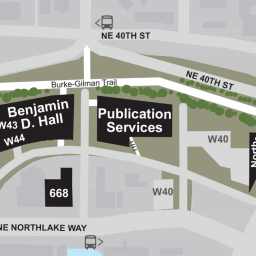 NE 40TH ST
NE 40TH ST
Burke-Gilman Trail
Benjamin
D. Hall
W43
W44
Publication
Services
W40
W40
668
NE NORTHLAKE WAY